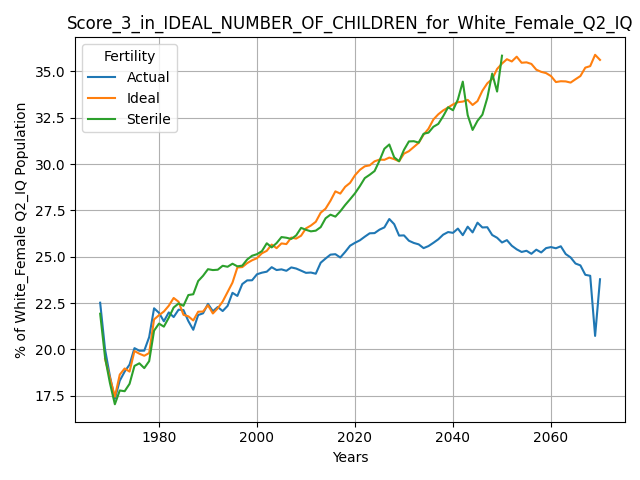 Score_3_in_IDEAL_NUMBER_OF_CHILDREN_for_White_Female_Q2_IQ
Fertility
Actual
Ideal
Sterile
% of White_Female Q2_IQ Population
35.0
32.5
30.0
27.5
25.0
22.5
20.0
17.5
1980
2000
2020
2040
2060
Years